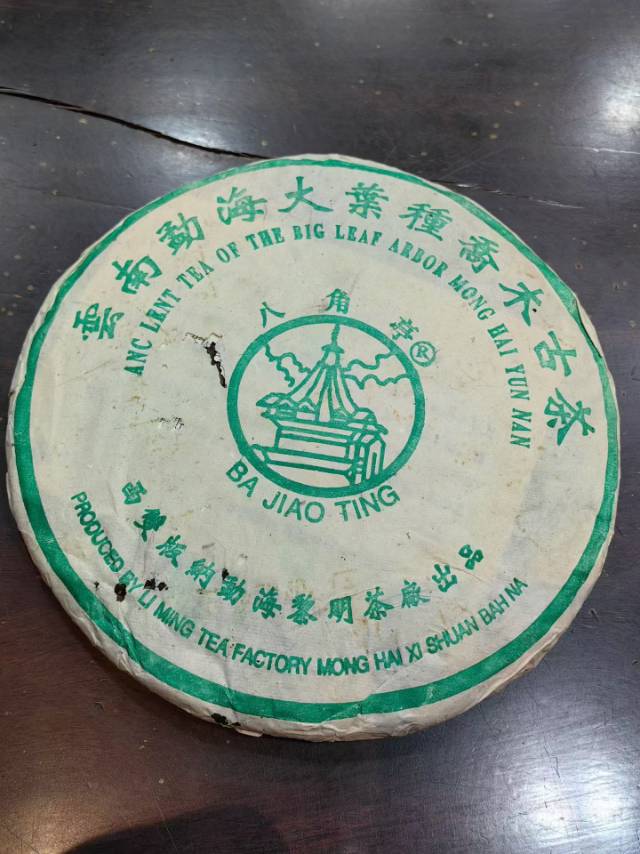 雲南勐海大葉種喬木古茶
ANC LENT TEA OF THE BIG LEAF ARBOR MONG HAI YUN NAN
八角亭®
BA JIAO TING
西雙版納勐海黎明茶廠出品
PRODUCED BY LI MING TEA FACTORY MONG HAI XI SHUAN BAH NA